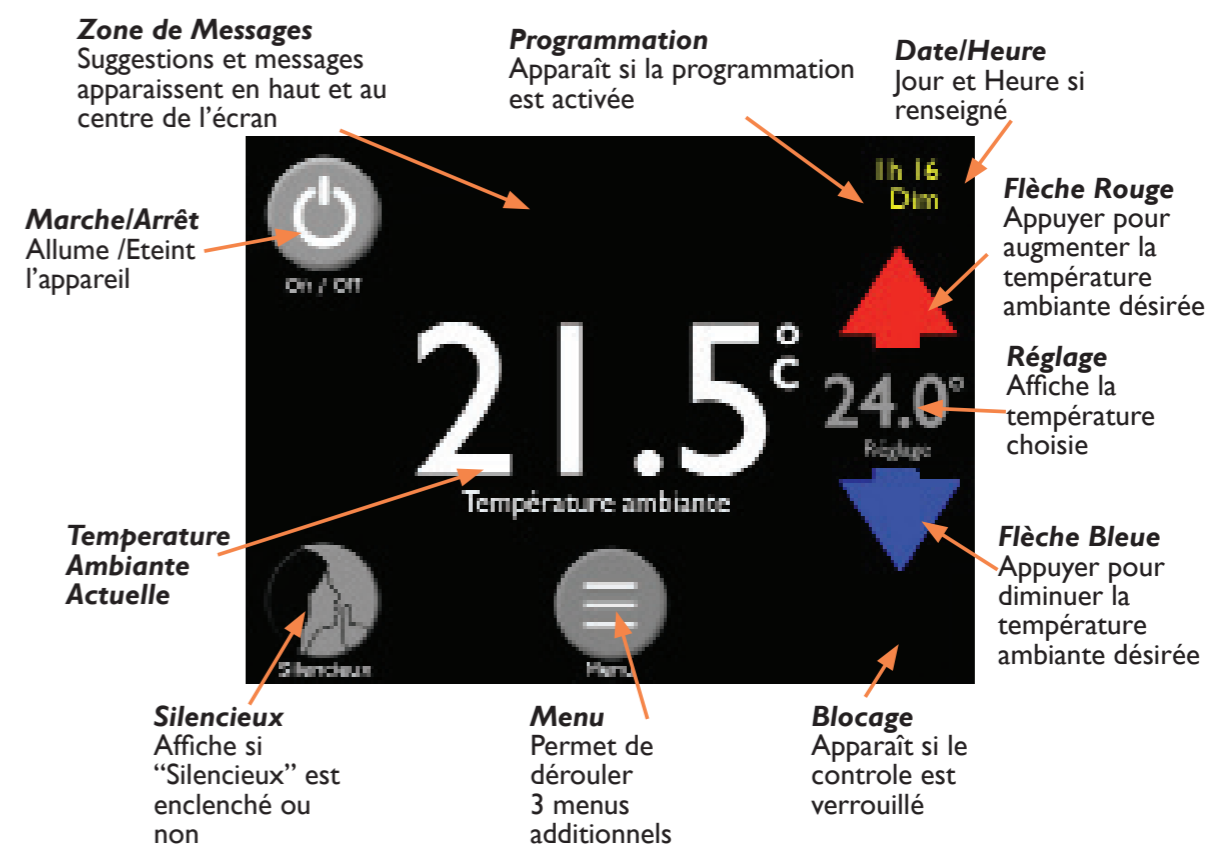 Zone de Messages
Suggestions et messages
apparaissent en haut et au
centre de l'écran
Programmation
Apparaît si la programmation
est activée
Date/Heure
Jour et Heure si
renseigné
Marche/Arrêt
Allume /Eteint
l'appareil
On / Off
1h 16
Dim
Flèche Rouge
Appuyer pour
augmenter la
température
ambiante désirée
21.5°C
Température ambiante
24.0°
Réglage
Réglage
Affiche la
température
choisie
Temperature
Ambiante
Actuelle
Flèche Bleue
Appuyer pour
diminuer la
température
ambiante désirée
Silencieux
Menu
Silencieux
Affiche si
“Silencieux” est
enclenché ou
non
Menu
Permet de
dérouler
3 menus
additionnels
Blocage
Apparaît si le
controle est
verrouillé